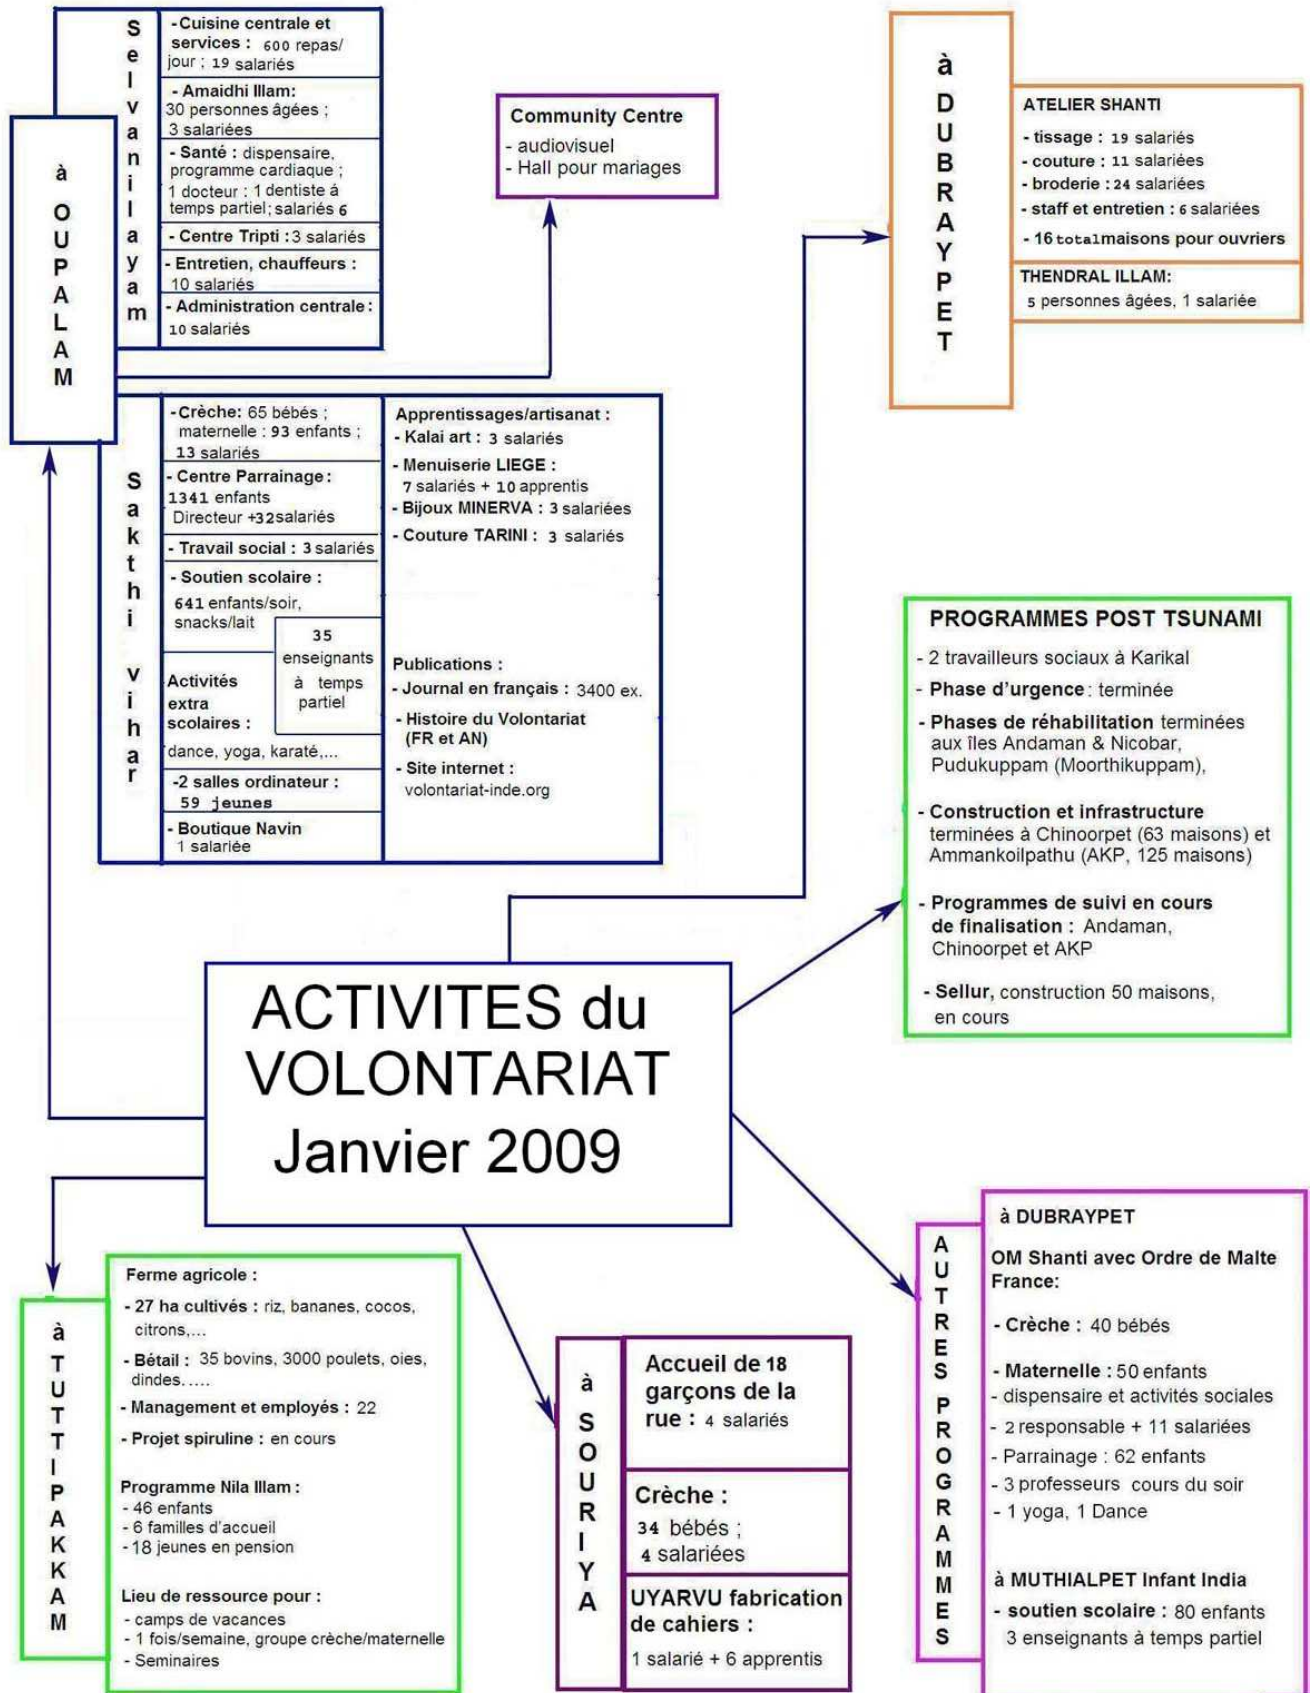 ACTIVITES du
VOLONTARIAT
Janvier 2009
à OUPALAM
Selvanilayam
- Cuisine centrale et
services : 600 repas/
jour ; 19 salariés
- Amaidhi Illam:
30 personnes âgées ;
3 salariées
- Santé : dispensaire,
programme cardiaque ;
1 docteur : 1 dentiste á
temps partiel; salariés 6
- Centre Tripti : 3 salariés
- Entretien, chauffeurs :
10 salariés
- Administration centrale :
10 salariés
Sakthi vihar
- Crèche: 65 bébés ;
maternelle : 93 enfants ;
13 salariés
- Centre Parrainage :
1341 enfants
Directeur +32salariés
- Travail social : 3 salariés
- Soutien scolaire :
641 enfants/soir,
snacks/lait
35
enseignants
à temps
partiel
Activités
extra
scolaires :
dance, yoga, karaté,...
-2 salles ordinateur :
59 jeunes
- Boutique Navin
1 salariée
Apprentissages/artisanat :
- Kalai art : 3 salariés
- Menuiserie LIEGE :
7 salariés + 10 apprentis
- Bijoux MINERVA : 3 salariées
- Couture TARINI : 3 salariés
Publications :
- Journal en français : 3400 ex.
- Histoire du Volontariat
(FR et AN)
- Site internet :
volontariat-inde.org
Community Centre
- audiovisuel
- Hall pour mariages
à DUBRAYPET
ATELIER SHANTI
- tissage : 19 salariés
- couture : 11 salariées
- broderie : 24 salariées
- staff et entretien : 6 salariées
- 16 total maisons pour ouvriers
THENDRAL ILLAM:
5 personnes âgées, 1 salariée
PROGRAMMES POST TSUNAMI
- 2 travailleurs sociaux à Karikal
- Phase d'urgence : terminée
- Phases de réhabilitation terminées
aux îles Andaman & Nicobar,
Pudukuppam (Moorthikuppam),
- Construction et infrastructure
terminées à Chinoorpet (63 maisons) et
Ammankoilpathu (AKP, 125 maisons)
- Programmes de suivi en cours
de finalisation : Andaman,
Chinoorpet et AKP
- Sellur, construction 50 maisons,
en cours
à TUTTIPAKKAM
Ferme agricole :
- 27 ha cultivés : riz, bananes, cocos,
citrons,...
- Bétail : 35 bovins, 3000 poulets, oies,
dindes.....
- Management et employés : 22
- Projet spiruline : en cours
Programme Nila Illam :
- 46 enfants
- 6 familles d'accueil
- 18 jeunes en pension
Lieu de ressource pour :
- camps de vacances
- 1 fois/semaine, groupe crèche/maternelle
- Seminaires
à SOURIYA
Accueil de 18
garçons de la
rue : 4 salariés
Crèche :
34 bébés ;
4 salariées
UYARVU fabrication
de cahiers :
1 salarié + 6 apprentis
AUTRES PROGRAMMES
à DUBRAYPET
OM Shanti avec Ordre de Malte
France:
- Crèche : 40 bébés
- Maternelle : 50 enfants
- dispensaire et activités sociales
- 2 responsable + 11 salariées
- Parrainage : 62 enfants
- 3 professeurs cours du soir
- 1 yoga, 1 Dance
à MUTHIALPET Infant India
- soutien scolaire : 80 enfants
3 enseignants à temps partiel